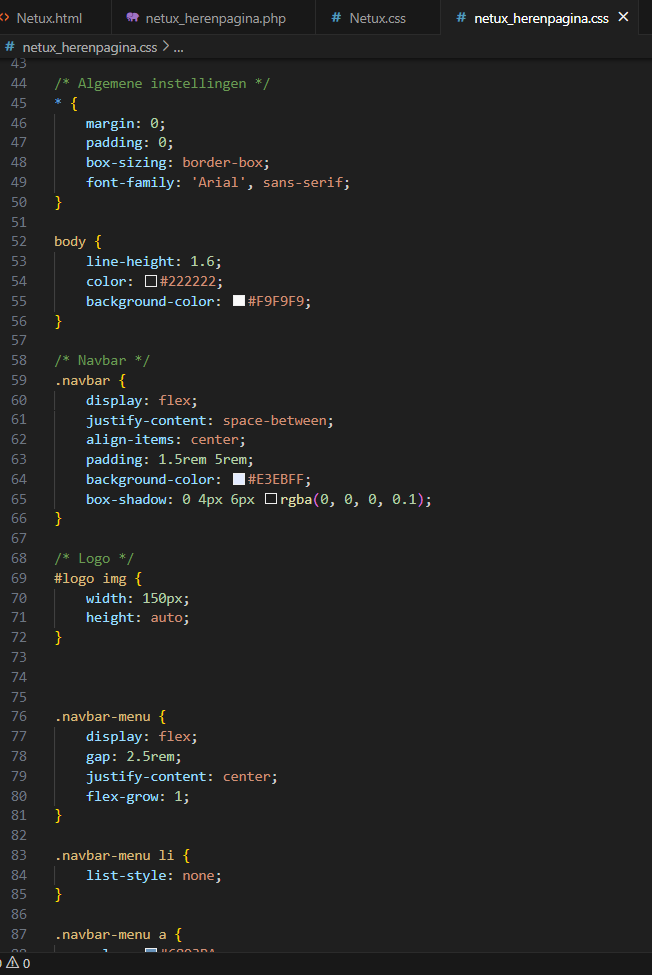 Netux.html netux_herenpagina.php # Netux.css # netux_herenpagina.css ×
# netux_herenpagina.css > ...
43
44 /* Algemene instellingen */
45 * {
46 margin: 0;
47 padding: 0;
48 box-sizing: border-box;
49 font-family: 'Arial', sans-serif;
50 }
51
52 body {
53 line-height: 1.6;
54 color: #222222;
55 background-color: #F9F9F9;
56 }
57
58 /* Navbar */
59 .navbar {
60 display: flex;
61 justify-content: space-between;
62 align-items: center;
63 padding: 1.5rem 5rem;
64 background-color: #E3EBFF;
65 box-shadow: 0 4px 6px rgba(0, 0, 0, 0.1);
66 }
67
68 /* Logo */
69 #logo img {
70 width: 150px;
71 height: auto;
72 }
73
74
75
76 .navbar-menu {
77 display: flex;
78 gap: 2.5rem;
79 justify-content: center;
80 flex-grow: 1;
81 }
82
83 .navbar-menu li {
84 list-style: none;
85 }
86
87 .navbar-menu a {
0